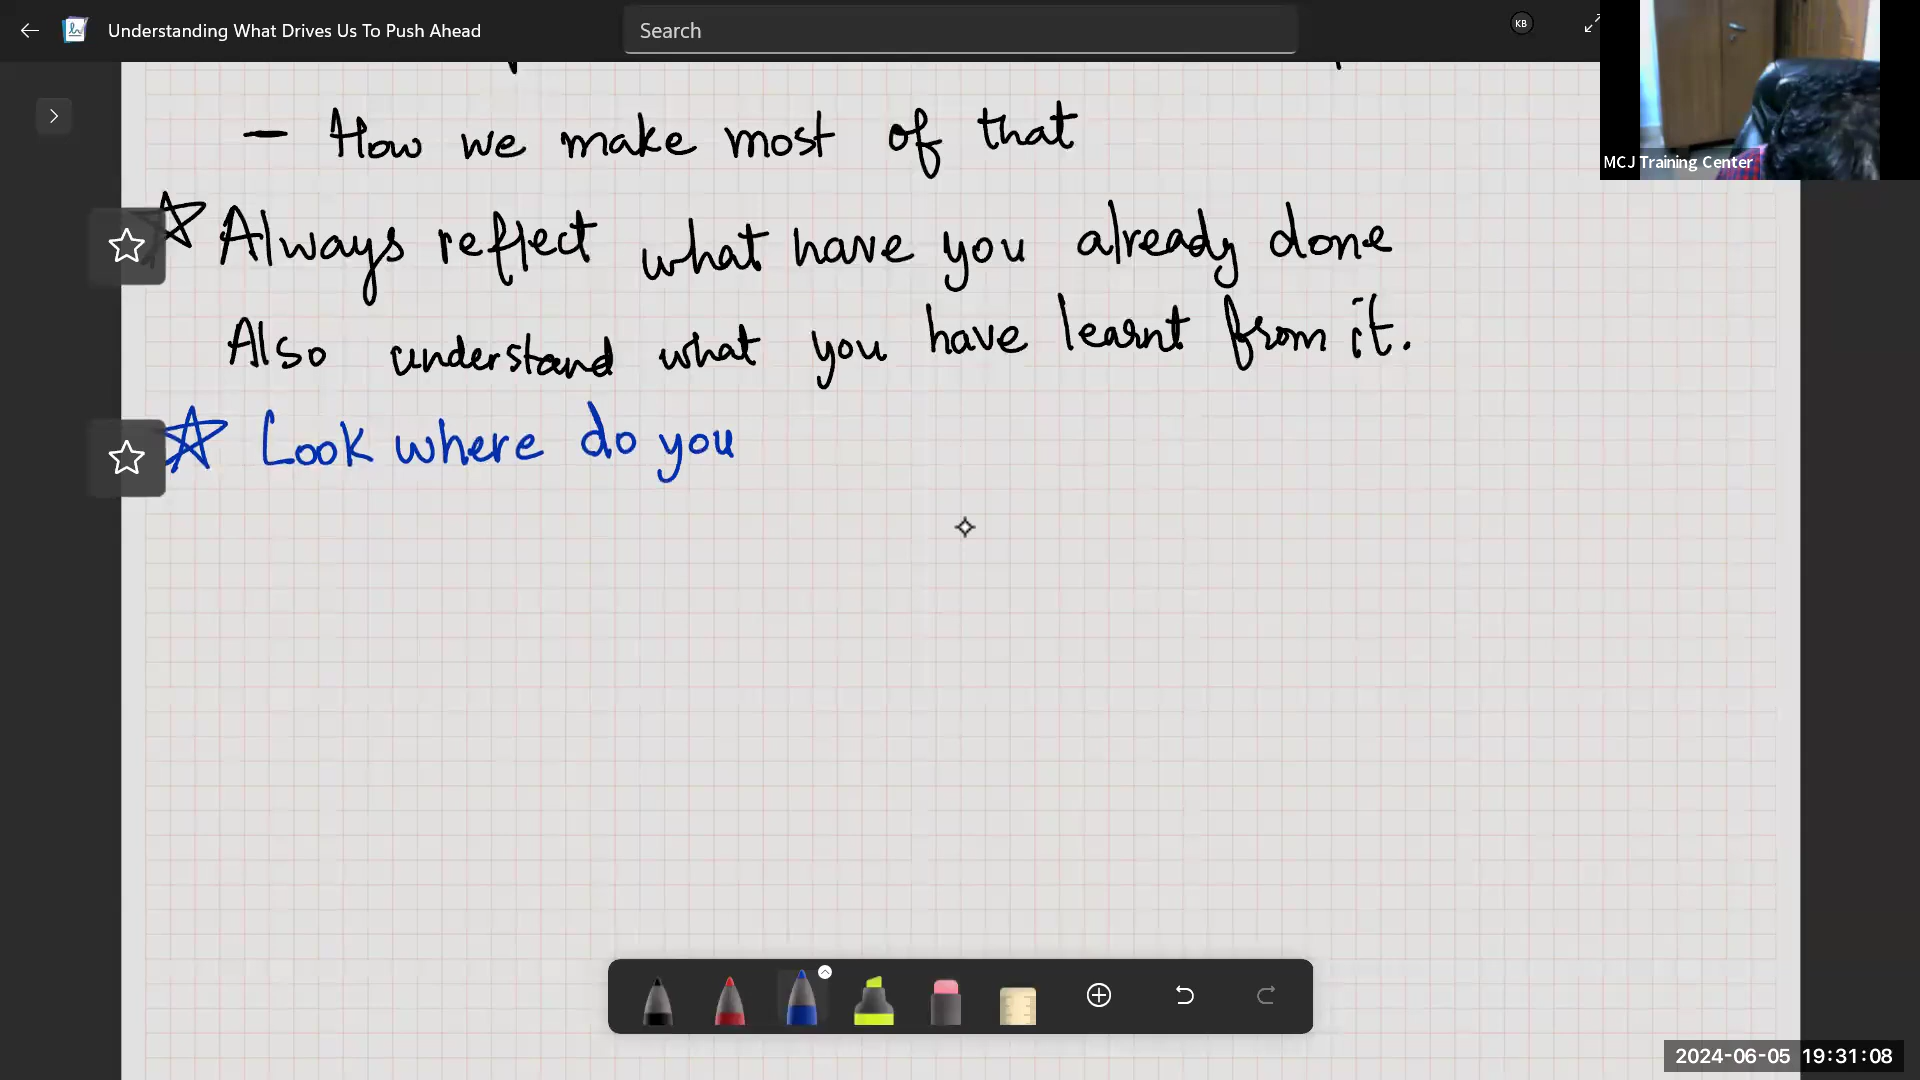 Understanding What Drives Us To Push Ahead
Search
KB
MCJ Training Center
- How we make most of that
Always reflect what have you already done
Also understand what you have learnt from it.
Look where do you
2024-06-05 19:31:08